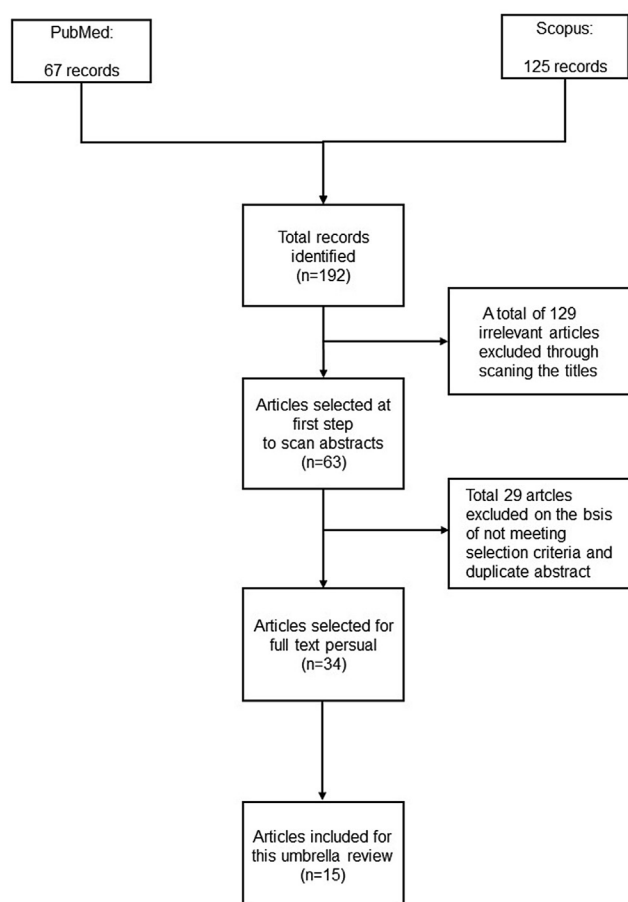 PubMed:
67 records
Scopus:
125 records
Total records
identified
(n=192)
A total of 129
irrelevant articles
excluded through
scaning the titles
Articles selected at
first step
to scan abstracts
(n=63)
Total 29 artcles
excluded on the bsis
of not meeting
selection criteria and
duplicate abstract
Articles selected for
full text persual
(n=34)
Articles included for
this umbrella review
(n=15)